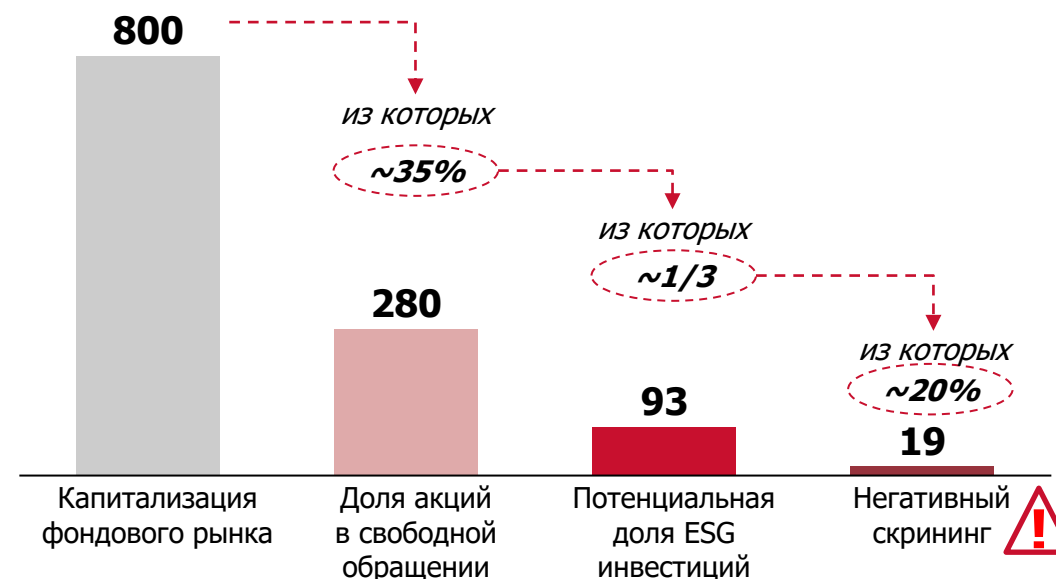 800
из которых
~35%
из которых
~1/3
280
из которых
~20%
93
19
Капитализация
фондового рынка
Доля акций
в свободной
обращении
Потенциальная
доля ESG
инвестиций
Негативный
скрининг
!